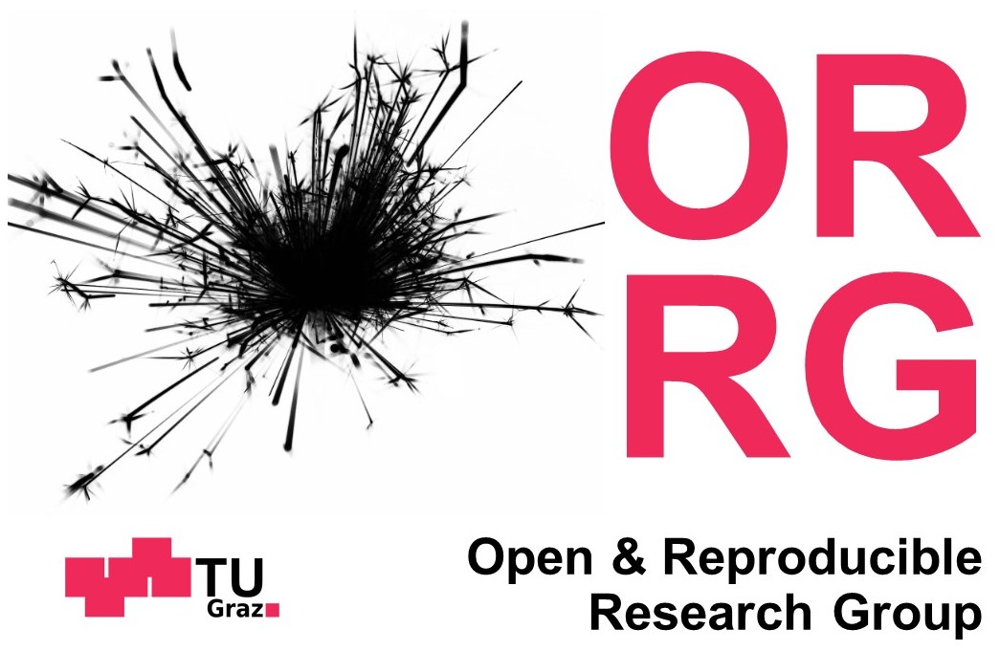 OR
RG
TU
Graz
Open & Reproducible
Research Group